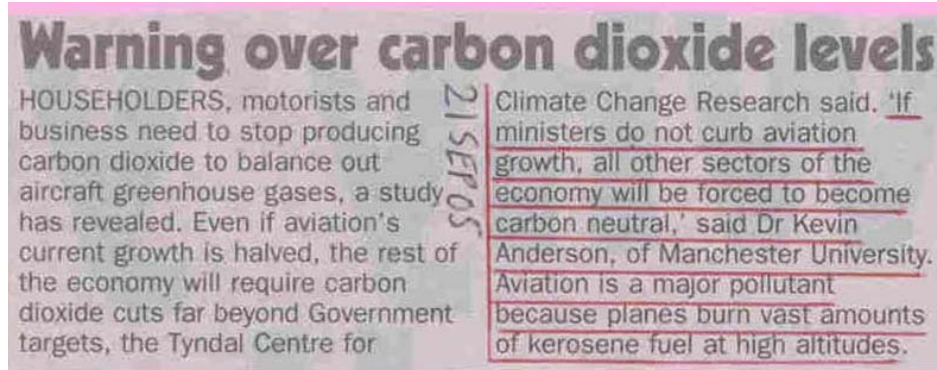 Warning over carbon dioxide levels
HOUSEHOLDERS, motorists and
business need to stop producing
carbon dioxide to balance out
aircraft greenhouse gases, a study
has revealed. Even if aviation's
current growth is halved, the rest of
the economy will require carbon
dioxide cuts far beyond Government
targets, the Tyndal Centre for
21 SEP 05
Climate Change Research said. 'If
ministers do not curb aviation
growth, all other sectors of the
economy will be forced to become
carbon neutral,' said Dr Kevin
Anderson, of Manchester University.
Aviation is a major pollutant
because planes burn vast amounts
of kerosene fuel at high altitudes.